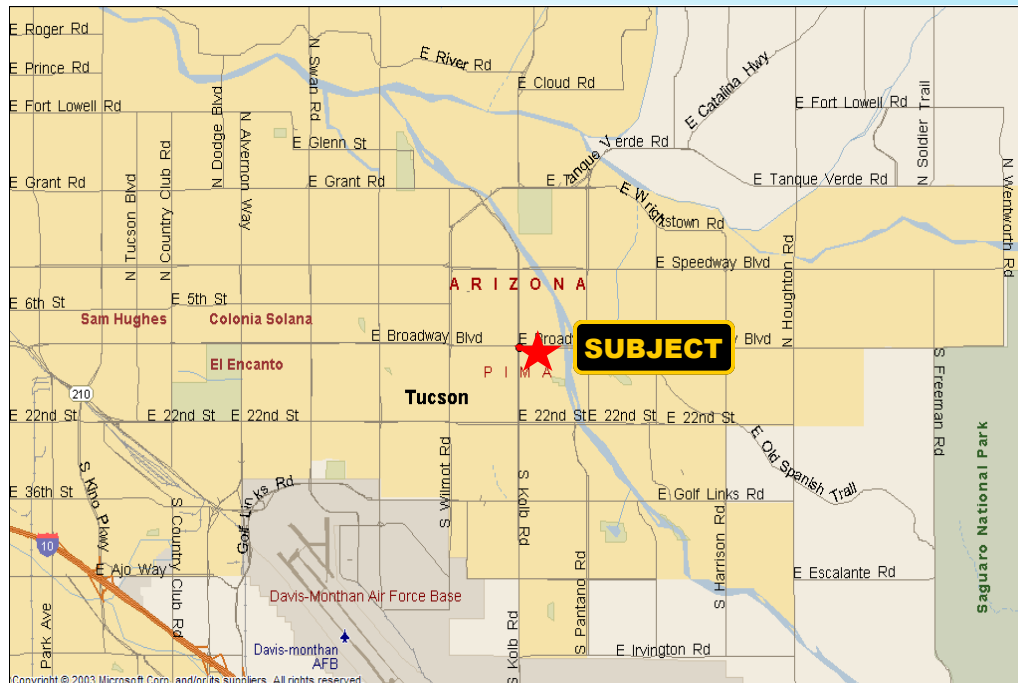 E Roger Rd
E Prince Rd
E Fort Lowell Rd
E Grant Rd
N Tucson Blvd
N Country Club Rd
N Dodge Blvd
N Alvernon Way
N Swan Rd
E River Rd
E Cloud Rd
E Glenn St
E Grant Rd
E Tanque Verde Rd
E Catalina Hwy
E Fort Lowell Rd
N Soldier Trail
E Tanque Verde Rd
N Wentworth Rd
E Wrightstown Rd
E Speedway Blvd
N Houghton Rd
ARIZONA
E 6th St
E 5th St
Sam Hughes
Colonia Solana
El Encanto
E Broadway Blvd
SUBJECT
PIMA
Tucson
210
E 22nd St
E 22nd St
E 22nd St
E 22nd St
E 22nd St
S Freeman Rd
E Old Spanish Trail
Saguaro National Park
S Kino Pkwy
E 36th St
Golf Links Rd
S Wilmot Rd
S Kolb Rd
E Golf Links Rd
S Country Club Rd
10
E Ajo Way
S Harrison Rd
E Escalante Rd
S Pantano Rd
Davis-Monthan Air Force Base
Park Ave
Davis-monthan
AFB
S Kolb Rd
E Irvington Rd
Copyright © 2003 Microsoft Corp. and/or its suppliers. All rights reserved.